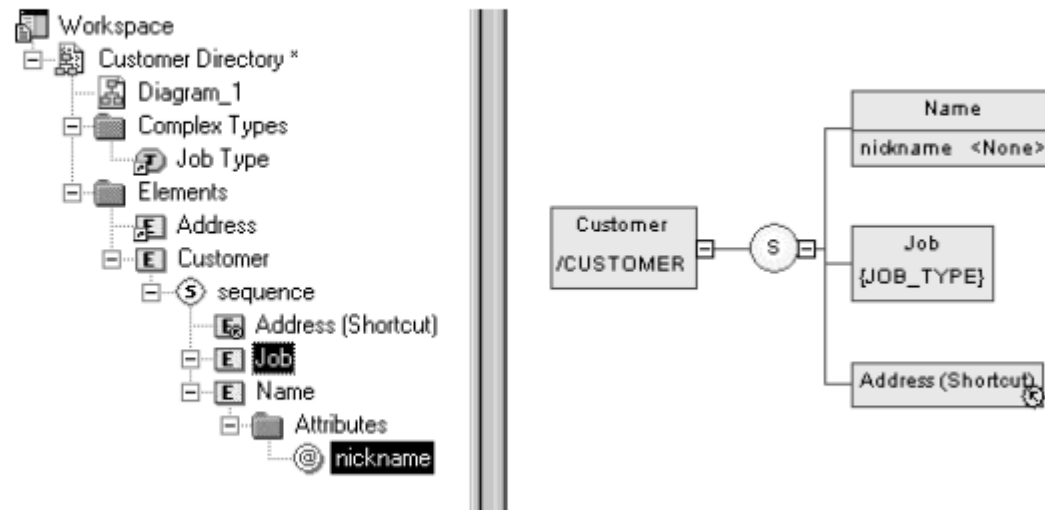 Workspace
Customer Directory *
Diagram_1
Complex Types
Job Type
Elements
Address
Customer
sequence
Address (Shortcut)
Job
Name
Attributes
nickname
Customer
/CUSTOMER
S
Name
nickname <None>
Job
{JOB_TYPE}
Address (Shortcut)